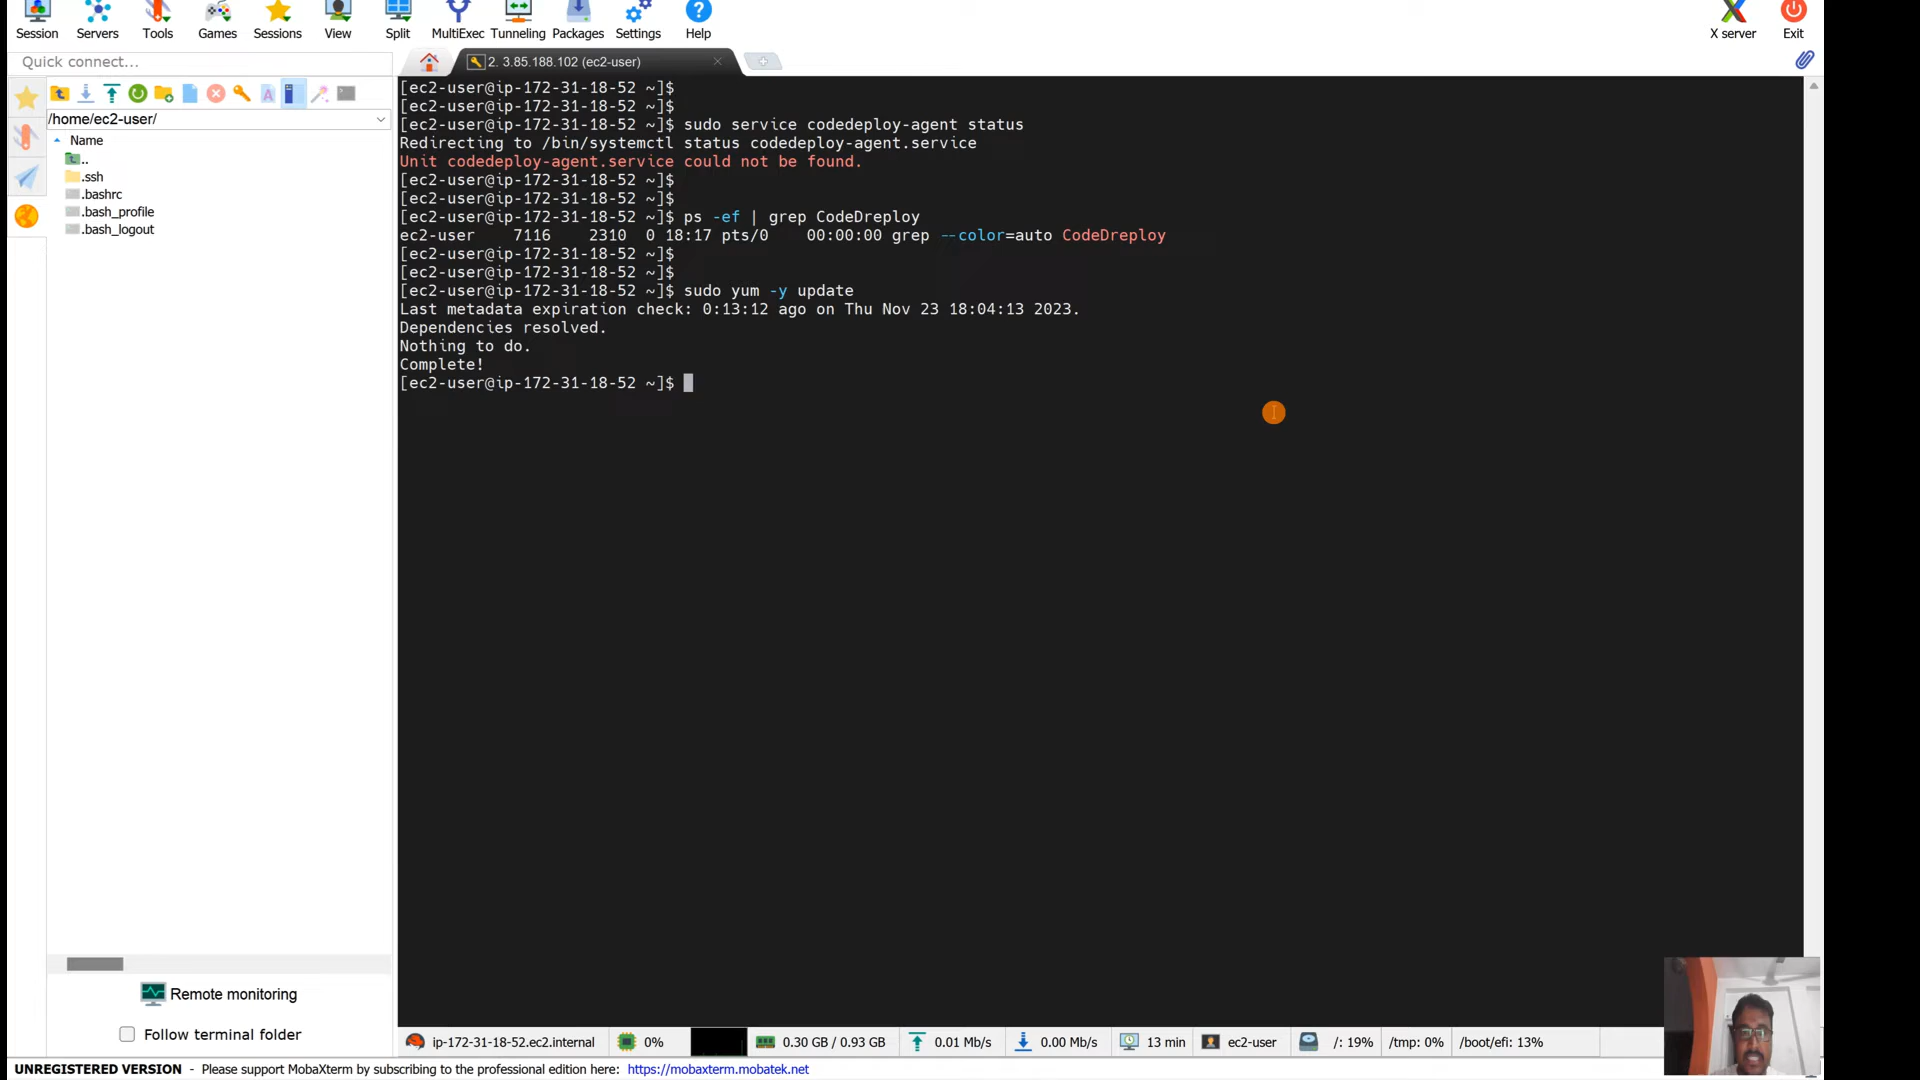 Session
Servers
Tools
Games
Sessions
View
Split
MultiExec
Tunneling
Packages
Settings
Help
X server
Exit
Quick connect...
2. 3.85.188.102 (ec2-user)
/home/ec2-user/
Name
..
.ssh
.bashrc
.bash_profile
.bash_logout
[ec2-user@ip-172-31-18-52 ~]$
[ec2-user@ip-172-31-18-52 ~]$
[ec2-user@ip-172-31-18-52 ~]$ sudo service codedeploy-agent status
Redirecting to /bin/systemctl status codedeploy-agent.service
Unit codedeploy-agent.service could not be found.
[ec2-user@ip-172-31-18-52 ~]$
[ec2-user@ip-172-31-18-52 ~]$
[ec2-user@ip-172-31-18-52 ~]$ ps -ef | grep CodeDreploy
ec2-user    7116    2310  0 18:17 pts/0    00:00:00 grep --color=auto CodeDreploy
[ec2-user@ip-172-31-18-52 ~]$
[ec2-user@ip-172-31-18-52 ~]$
[ec2-user@ip-172-31-18-52 ~]$ sudo yum -y update
Last metadata expiration check: 0:13:12 ago on Thu Nov 23 18:04:13 2023.
Dependencies resolved.
Nothing to do.
Complete!
[ec2-user@ip-172-31-18-52 ~]$
Remote monitoring
Follow terminal folder
ip-172-31-18-52.ec2.internal
0%
0.30 GB / 0.93 GB
0.01 Mb/s
0.00 Mb/s
13 min
ec2-user
/: 19%
/tmp: 0%
/boot/efi: 13%
UNREGISTERED VERSION - Please support MobaXterm by subscribing to the professional edition here: https://mobaxterm.mobatek.net